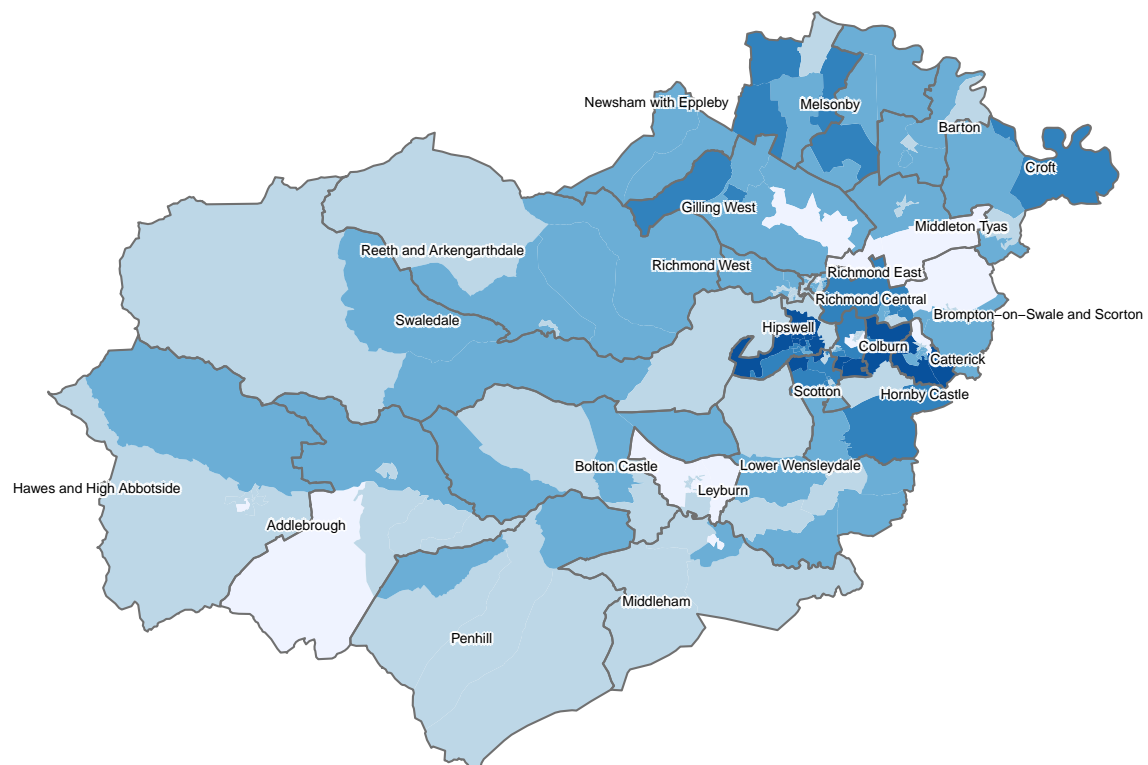 Newsham with Eppleby
Melsonby
Barton
Croft
Gilling West
Middleton Tyas
Reeth and Arkengarthdale
Richmond West
Richmond East
Richmond Central
Brompton−on−Swale and Scorton
Swaledale
Hipswell
Colburn
Catterick
Scotton
Hornby Castle
Bolton Castle
Lower Wensleydale
Hawes and High Abbotside
Leyburn
Addlebrough
Middleham
Penhill